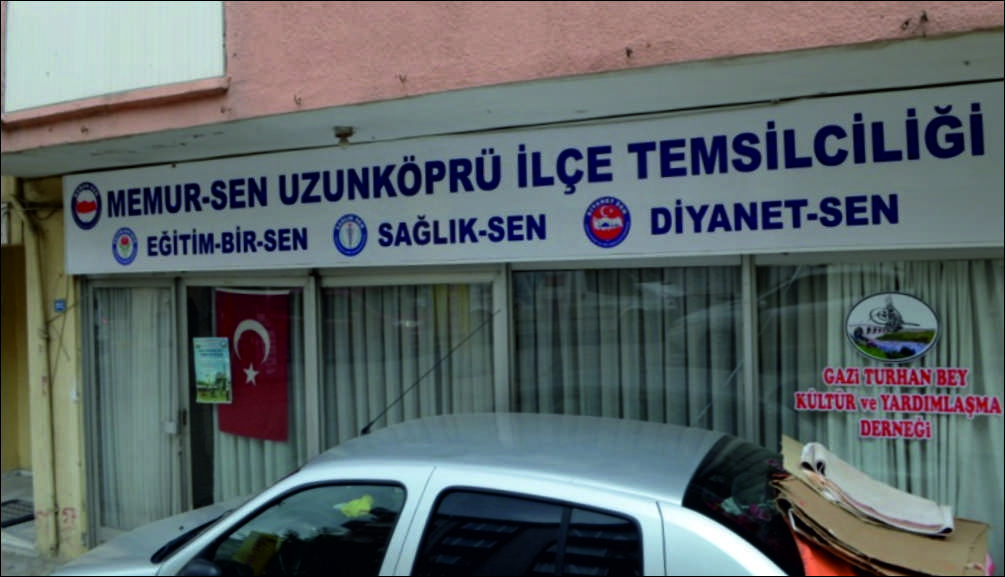 MEMUR-SEN UZUNKÖPRÜ İLÇE TEMSİLCİLİĞİ
EĞİTİM-BİR-SEN SAĞLIK-SEN DİYANET-SEN
GAZİ TURHAN BEY
KÜLTÜR ve YARDIMLAŞMA
DERNEĞİ